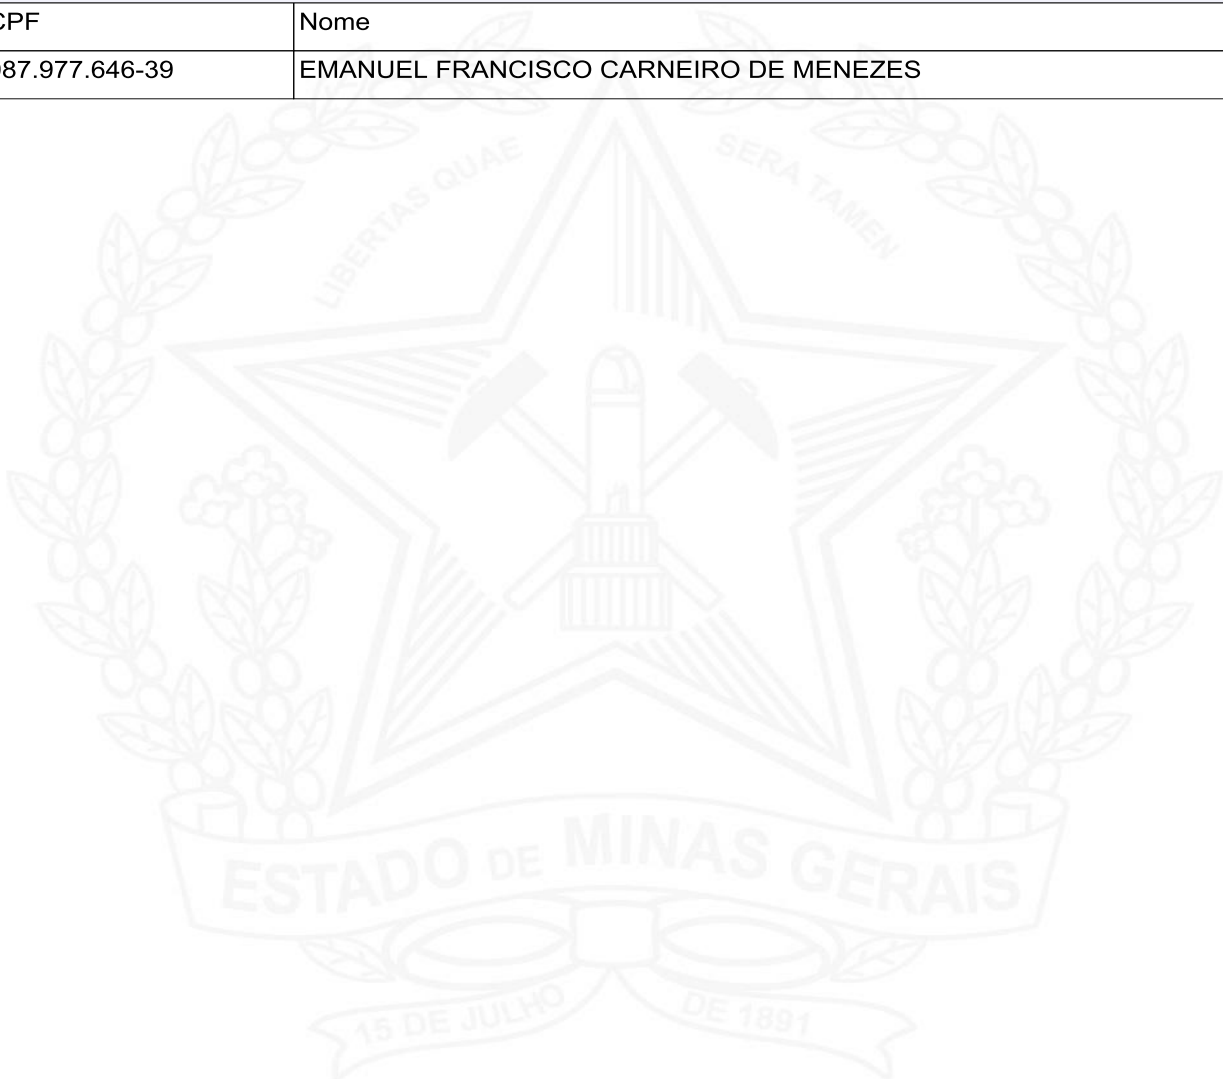 CPF Nome
087.977.646-39 EMANUEL FRANCISCO CARNEIRO DE MENEZES
LIBERTAS QUAE SERA TAMEN
ESTADO DE MINAS GERAIS
15 DE JULHO DE 1891